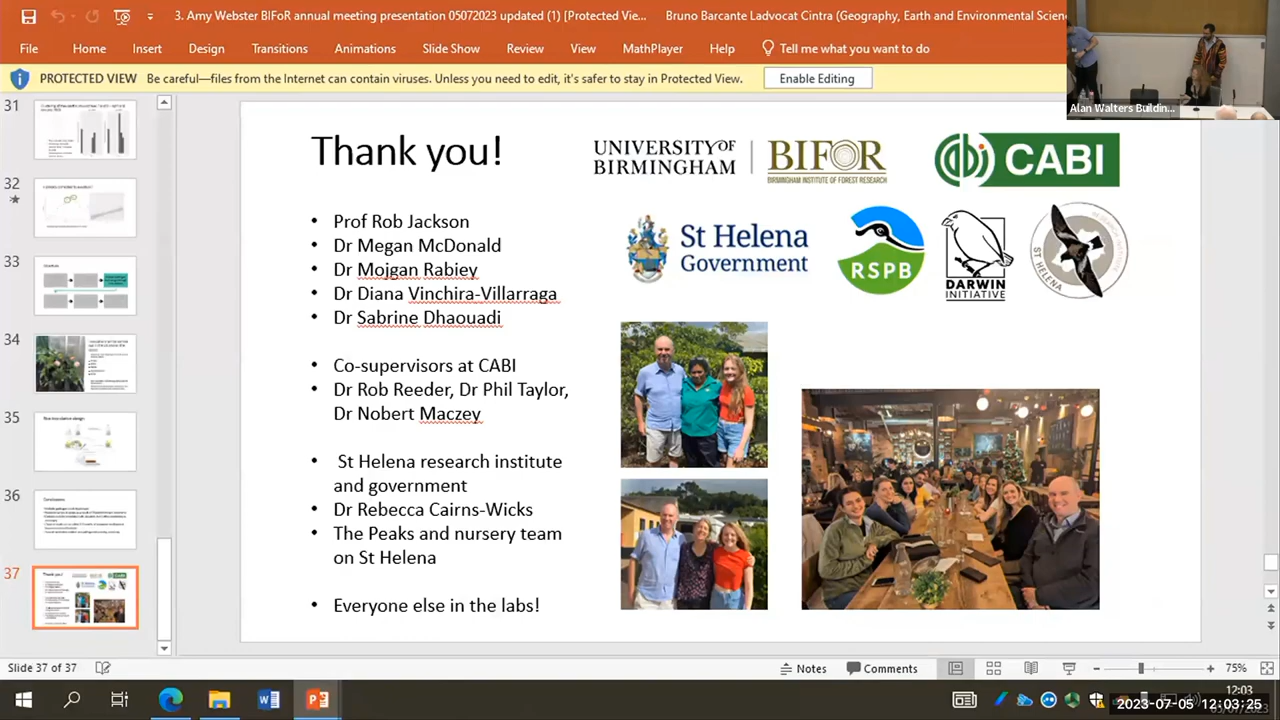 3. Amy Webster BIFoR annual meeting presentation 05072023 updated (1) [Protected Vie...
Bruno Barcante Ladvocat Cintra (Geography, Earth and Environmental Scien
File Home Insert Design Transitions Animations Slide Show Review View MathPlayer Help Tell me what you want to do
PROTECTED VIEW Be careful—files from the Internet can contain viruses. Unless you need to edit, it's safer to stay in Protected View. Enable Editing
Alan Walters Buildin...
31
32
33
34
35
36
Conclusions
37
Thank you!
UNIVERSITY OF
BIRMINGHAM
BIFOR
BIRMINGHAM INSTITUTE OF FOREST RESEARCH
CABI
St Helena
Government
RSPB
DARWIN
INITIATIVE
ST HELENA
• Prof Rob Jackson
• Dr Megan McDonald
• Dr Mojgan Rabiey
• Dr Diana Vinchira-Villarraga
• Dr Sabrine Dhaouadi
• Co-supervisors at CABI
• Dr Rob Reeder, Dr Phil Taylor,
Dr Nobert Maczey
• St Helena research institute
and government
• Dr Rebecca Cairns-Wicks
• The Peaks and nursery team
on St Helena
• Everyone else in the labs!
Slide 37 of 37
Notes Comments 75%
12:03
2023-07-05 12:03:25